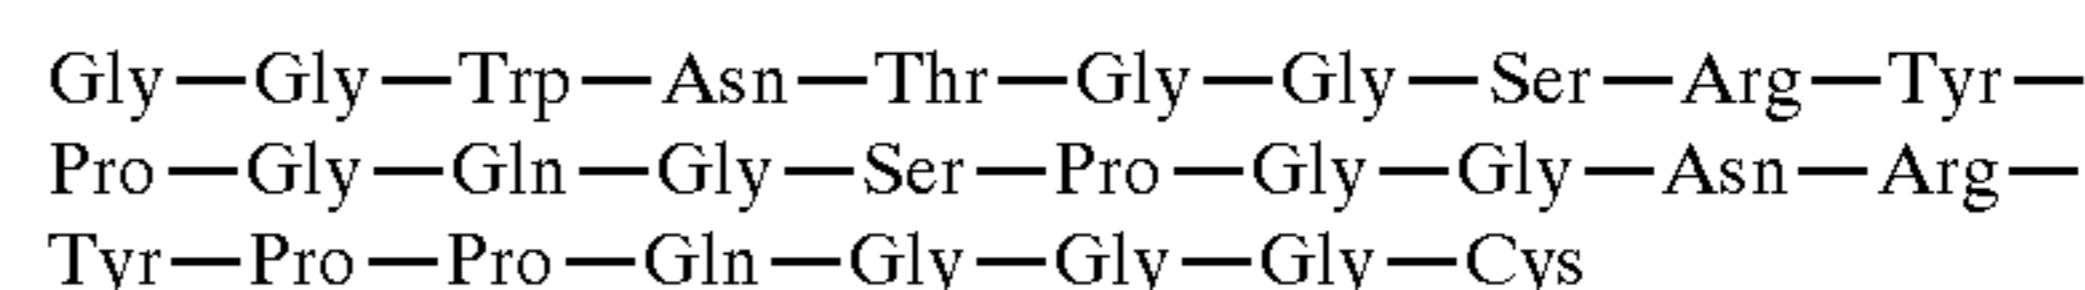 Gly—Gly—Trp—Asn—Thr—Gly—Gly—Ser—Arg—Tyr—
Pro—Gly—Gln—Gly—Ser—Pro—Gly—Gly—Asn—Arg—
Tyr—Pro—Pro—Gln—Gly—Gly—Gly—Cys